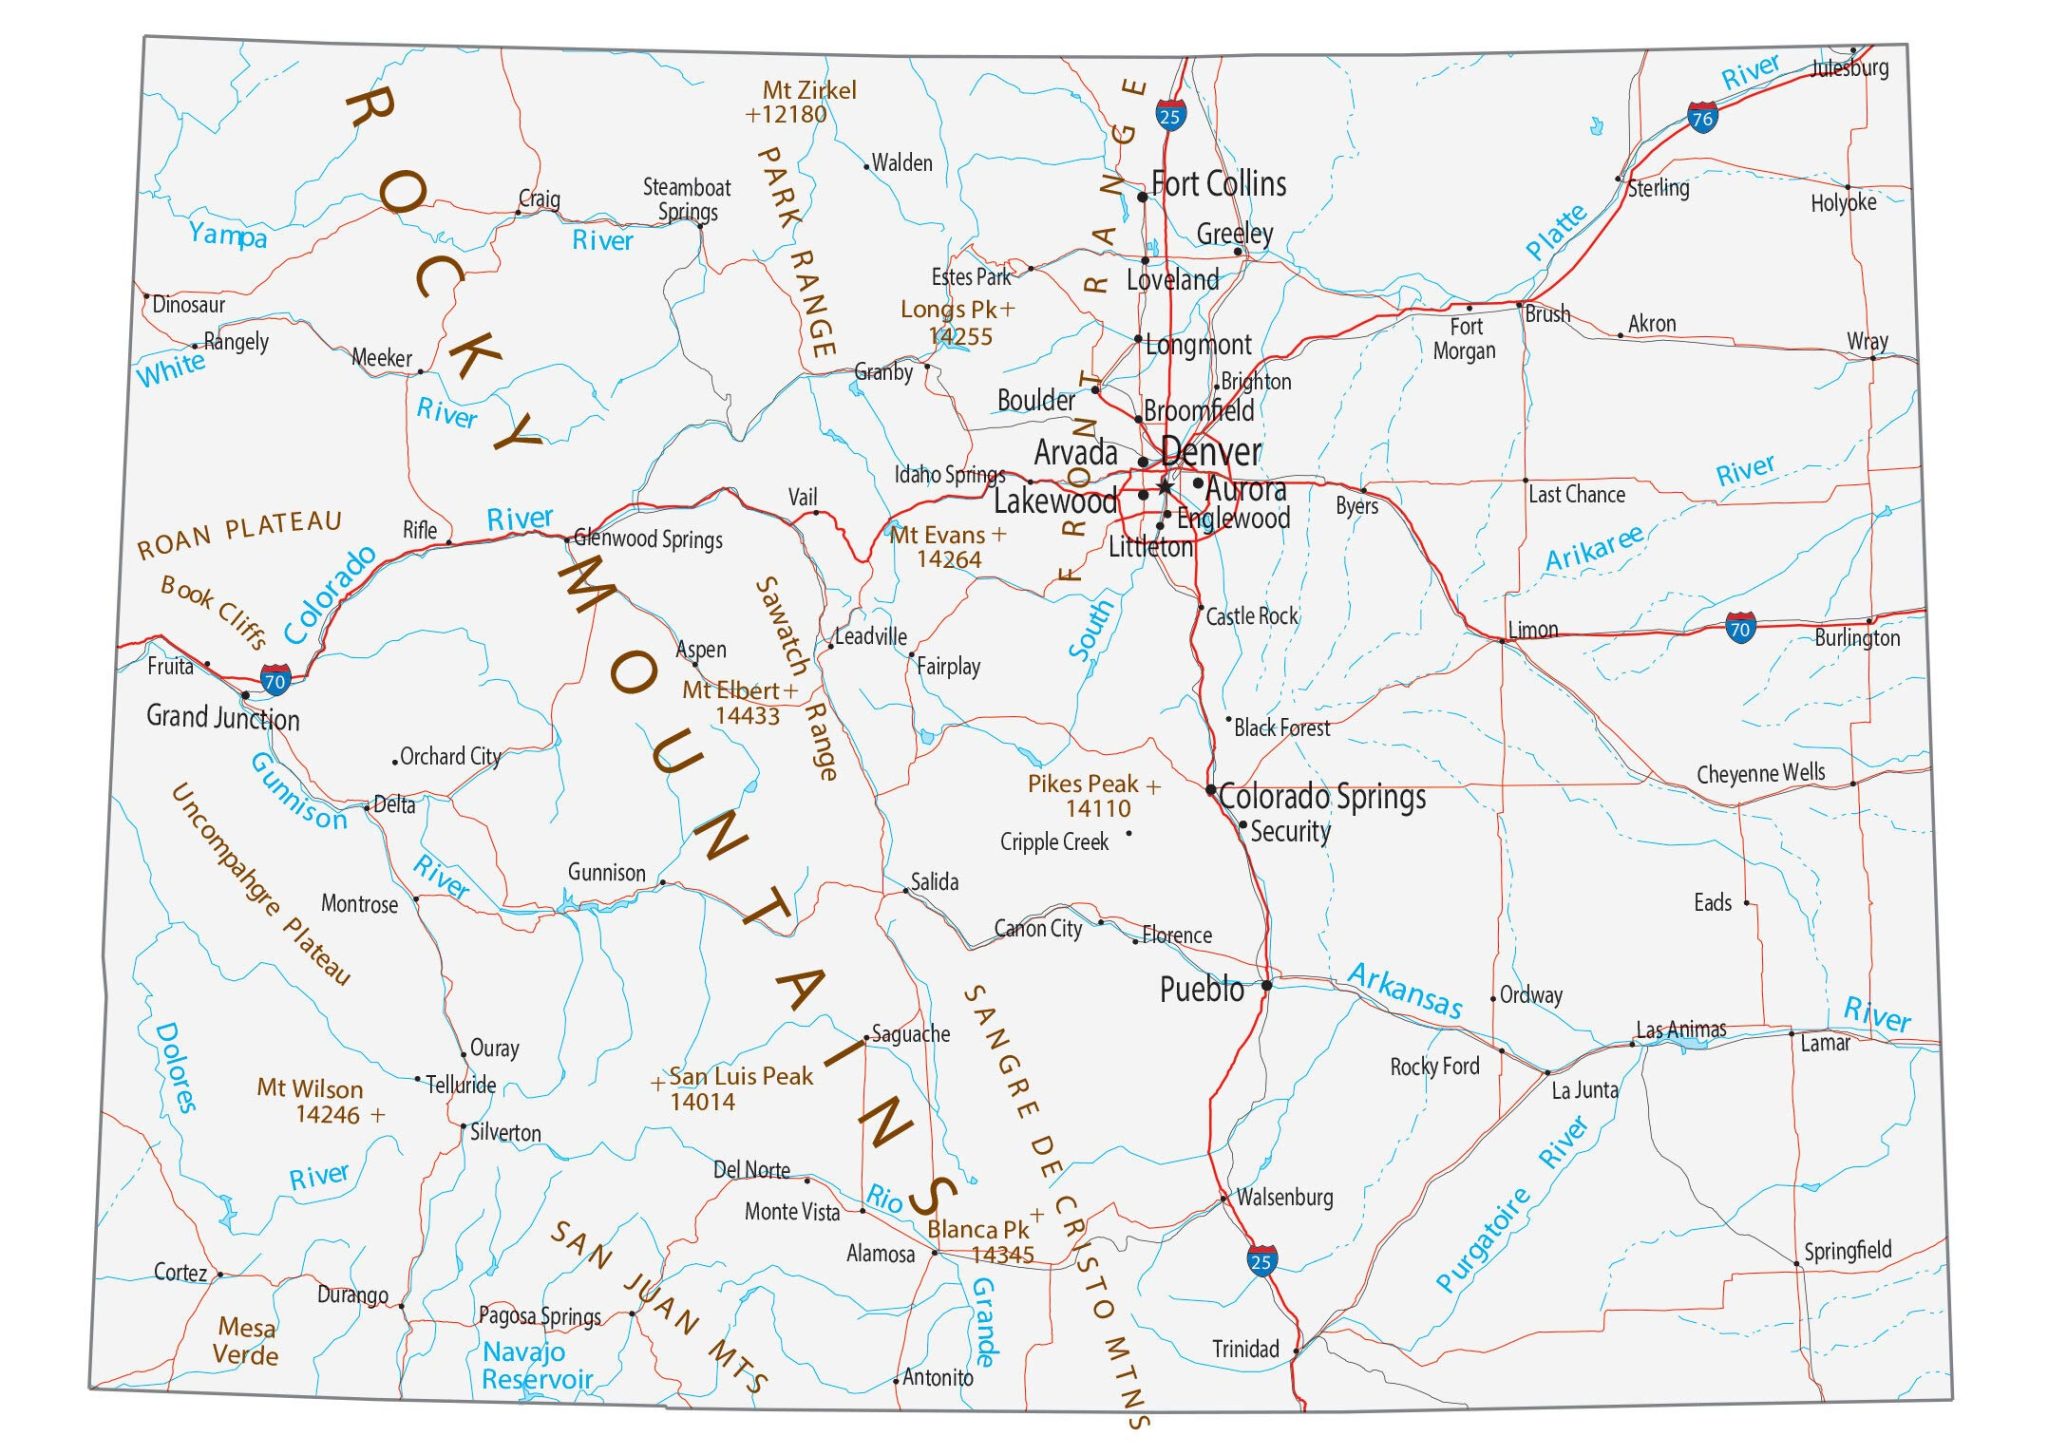 ROCKY MOUNTAINS
Mt Zirkel
+12180
PARK RANGE
FRONT RANGE
25
76
River
Julesburg
Walden
Fort Collins
Sterling
Holyoke
Steamboat
Springs
Craig
Yampa
River
Greeley
Platte
Estes Park
Loveland
Dinosaur
Longs Pk+
14255
Brush
Fort
Morgan
Akron
Wray
Rangely
White
Meeker
Longmont
Granby
Brighton
River
Boulder
Broomfield
Arvada
Denver
Idaho Springs
Lakewood
Aurora
River
Last Chance
Vail
Byers
ROAN PLATEAU
River
Rifle
Glenwood Springs
Englewood
Mt Evans +
14264
Littleton
Arikaree
Book Cliffs
Colorado
Sawatch Range
South
Castle Rock
Limon
70
Burlington
Leadville
Fruita
70
Aspen
Fairplay
Mt Elbert+
14433
Grand Junction
Black Forest
Orchard City
Gunnison
Cheyenne Wells
Pikes Peak +
14110
Colorado Springs
Delta
Security
Cripple Creek
Uncompahgre Plateau
River
Gunnison
Salida
Montrose
Eads
Canon City
Florence
Pueblo
Arkansas
Ordway
River
SANGRE DE CRISTO MTNS
Dolores
Saguache
Las Animas
Lamar
Ouray
Rocky Ford
Telluride
+San Luis Peak
14014
La Junta
Mt Wilson
14246 +
Silverton
River
River
Del Norte
Rio
Walsenburg
Monte Vista
Purgatoire
Blanca Pk +
14345
Alamosa
SAN JUAN MTS
25
Springfield
Cortez
Durango
Grande
Pagosa Springs
Mesa
Verde
Navajo
Reservoir
Trinidad
Antonito